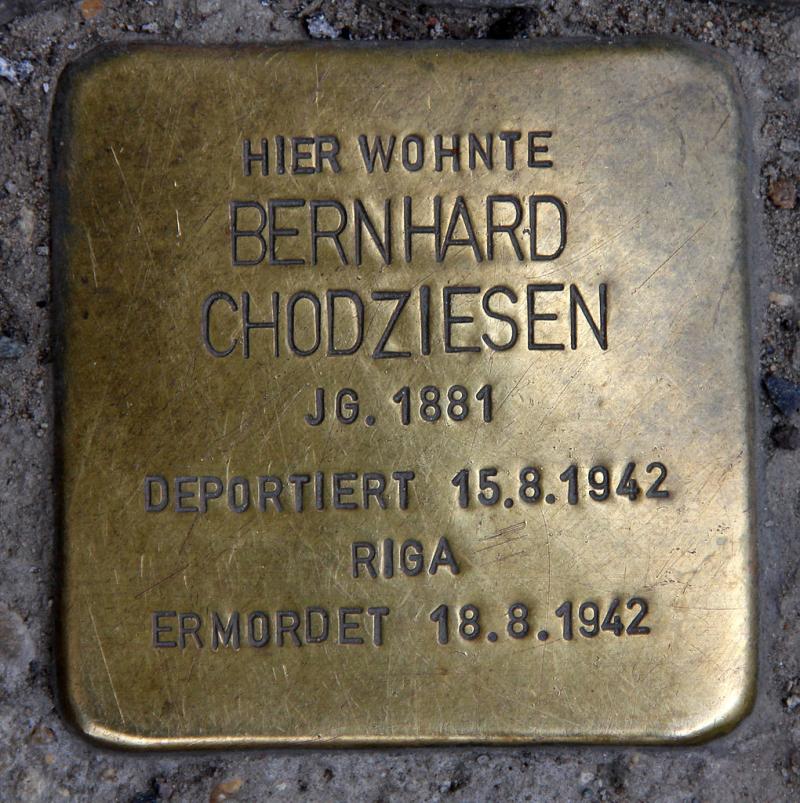 HIER WOHNTE
BERNHARD
CHODZIESEN
JG. 1881
DEPORTIERT 15.8.1942
RIGA
ERMORDET 18.8.1942